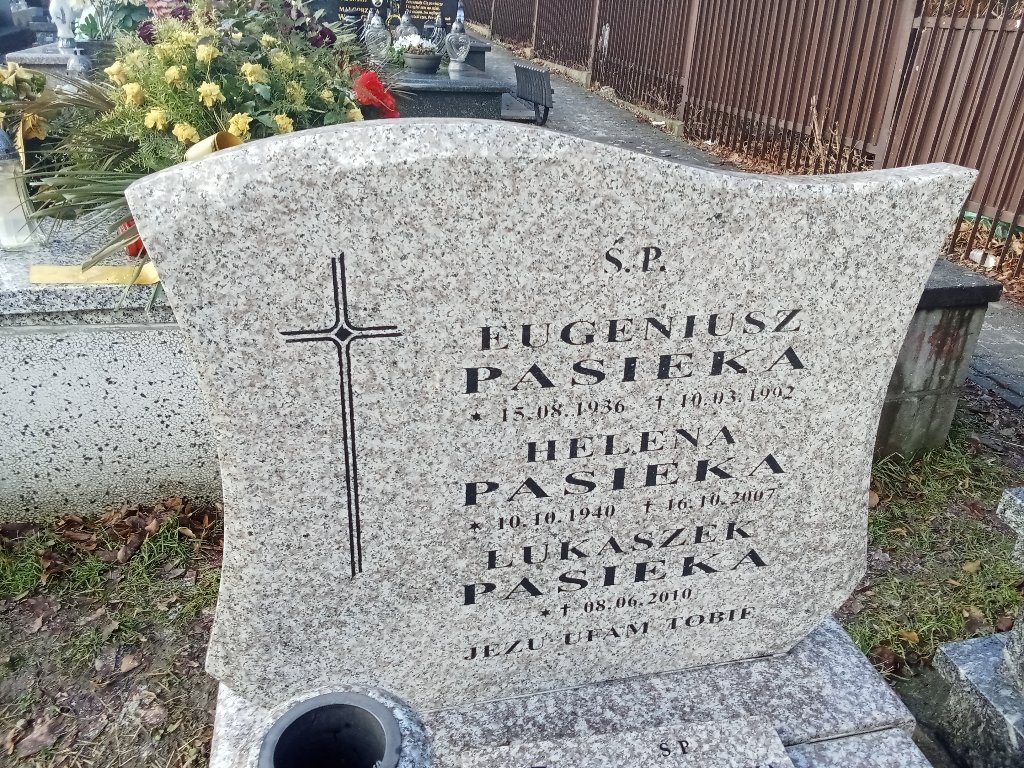 Ś.P.
EUGENIUSZ
PASIEKA
* 15.08.1936 † 10.03.1992
HELENA
PASIEKA
* 10.10.1940 † 16.10.2007
ŁUKASZEK
PASIEKA
* † 08.06.2010
JEZU UFAM TOBIE
Ś P